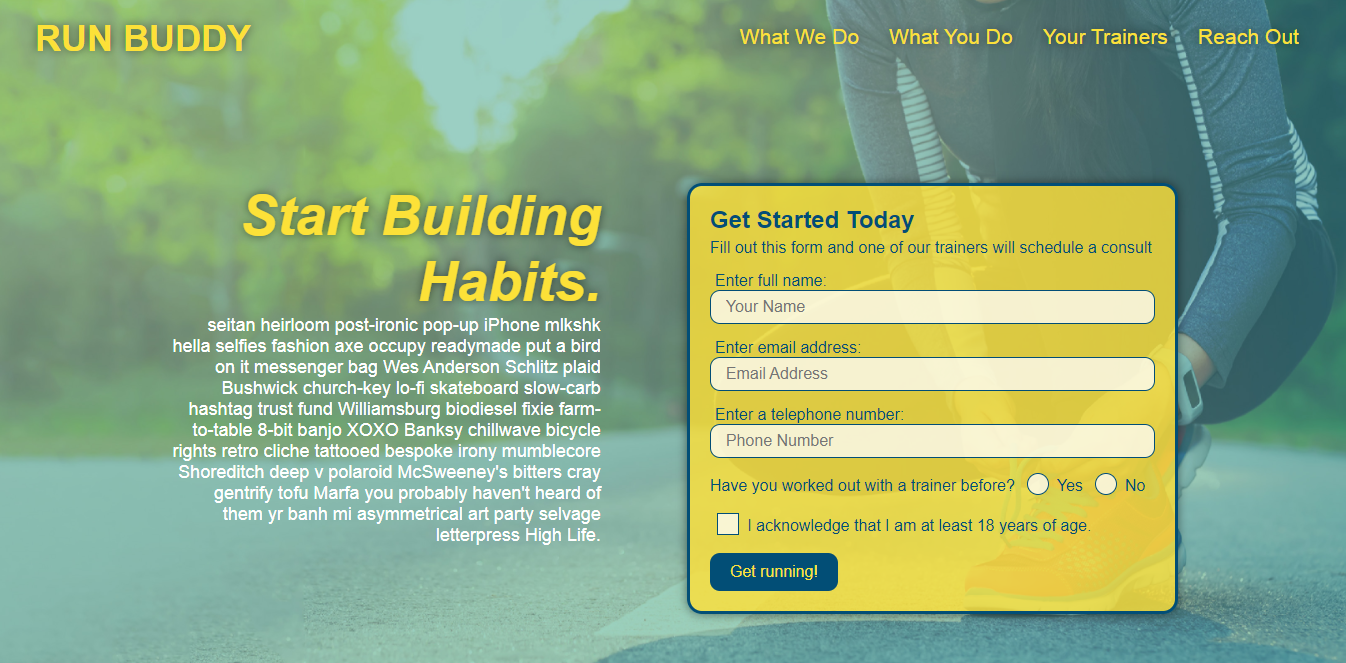 RUN BUDDY
What We Do
What You Do
Your Trainers
Reach Out
Start Building
Habits.
seitan heirloom post-ironic pop-up iPhone mlkshk
hella selfies fashion axe occupy readymade put a bird
on it messenger bag Wes Anderson Schlitz plaid
Bushwick church-key lo-fi skateboard slow-carb
hashtag trust fund Williamsburg biodiesel fixie farm-
to-table 8-bit banjo XOXO Banksy chillwave bicycle
rights retro cliche tattooed bespoke irony mumblecore
Shoreditch deep v polaroid McSweeney's bitters cray
gentrify tofu Marfa you probably haven't heard of
them yr banh mi asymmetrical art party selvage
letterpress High Life.
Get Started Today
Fill out this form and one of our trainers will schedule a consult
Enter full name:
Your Name
Enter email address:
Email Address
Enter a telephone number:
Phone Number
Have you worked out with a trainer before? Yes No
I acknowledge that I am at least 18 years of age.
Get running!